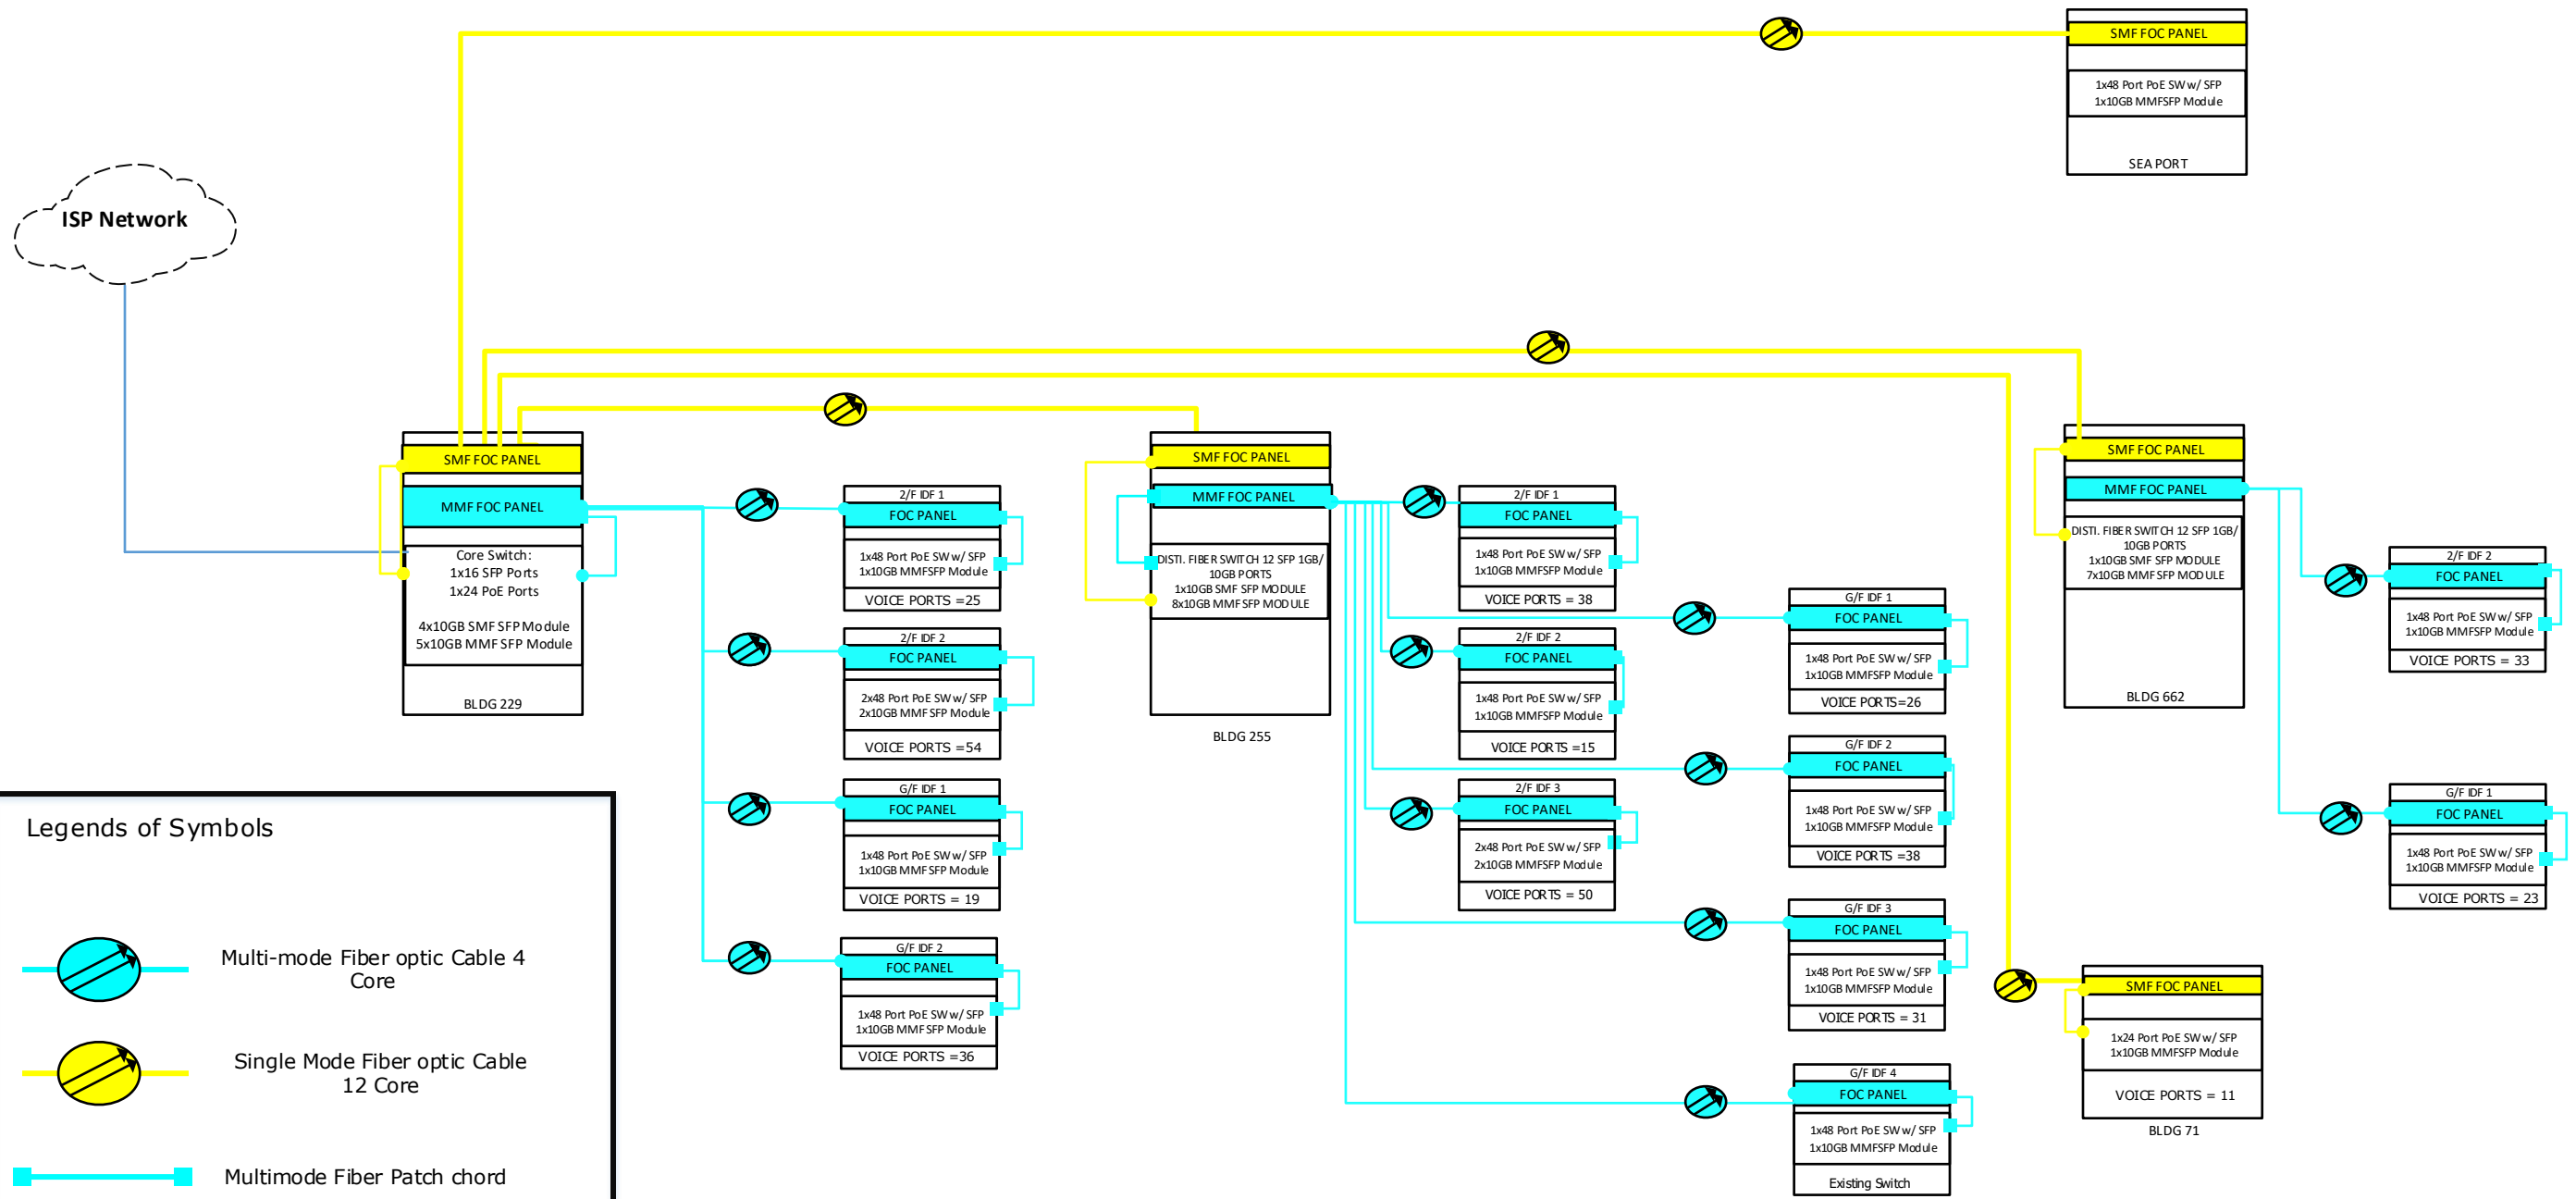 SMF FOC PANEL
1x48 Port PoE SW w/ SFP
1x10GB MMFSFP Module
SEA PORT
ISP Network
SMF FOC PANEL
MMF FOC PANEL
Core Switch:
1x16 SFP Ports
1x24 PoE Ports
4x10GB SMF SFP Module
5x10GB MMF SFP Module
BLDG 229
2/F IDF 1
FOC PANEL
1x48 Port PoE SW w/ SFP
1x10GB MMFSFP Module
VOICE PORTS =25
2/F IDF 2
FOC PANEL
2x48 Port PoE SW w/ SFP
2x10GB MMF SFP Module
VOICE PORTS =54
G/F IDF 1
FOC PANEL
1x48 Port PoE SW w/ SFP
1x10GB MMF SFP Module
VOICE PORTS = 19
G/F IDF 2
FOC PANEL
1x48 Port PoE SW w/ SFP
1x10GB MMF SFP Module
VOICE PORTS =36
SMF FOC PANEL
MMF FOC PANEL
DISTI. FIBER SWITCH 12 SFP 1GB/
10GB PORTS
1x10GB SMF SFP MODULE
8x10GB MMF SFP MODULE
BLDG 255
2/F IDF 1
FOC PANEL
1x48 Port PoE SW w/ SFP
1x10GB MMFSFP Module
VOICE PORTS = 38
2/F IDF 2
FOC PANEL
1x48 Port PoE SW w/ SFP
1x10GB MMFSFP Module
VOICE PORTS =15
2/F IDF 3
FOC PANEL
2x48 Port PoE SW w/ SFP
2x10GB MMFSFP Module
VOICE PORTS = 50
G/F IDF 1
FOC PANEL
1x48 Port PoE SW w/ SFP
1x10GB MMFSFP Module
VOICE PORTS=26
G/F IDF 2
FOC PANEL
1x48 Port PoE SW w/ SFP
1x10GB MMFSFP Module
VOICE PORTS =38
G/F IDF 3
FOC PANEL
1x48 Port PoE SW w/ SFP
1x10GB MMFSFP Module
VOICE PORTS = 31
G/F IDF 4
FOC PANEL
1x48 Port PoE SW w/ SFP
1x10GB MMFSFP Module
Existing Switch
SMF FOC PANEL
MMF FOC PANEL
DISTI. FIBER SWITCH 12 SFP 1GB/
10GB PORTS
1x10GB SMF SFP MODULE
7x10GB MMF SFP MODULE
BLDG 662
2/F IDF 2
FOC PANEL
1x48 Port PoE SW w/ SFP
1x10GB MMFSFP Module
VOICE PORTS = 33
G/F IDF 1
FOC PANEL
1x48 Port PoE SW w/ SFP
1x10GB MMFSFP Module
VOICE PORTS = 23
SMF FOC PANEL
1x24 Port PoE SW w/ SFP
1x10GB MMFSFP Module
VOICE PORTS = 11
BLDG 71
Legends of Symbols
Multi-mode Fiber optic Cable 4
Core
Single Mode Fiber optic Cable
12 Core
Multimode Fiber Patch chord